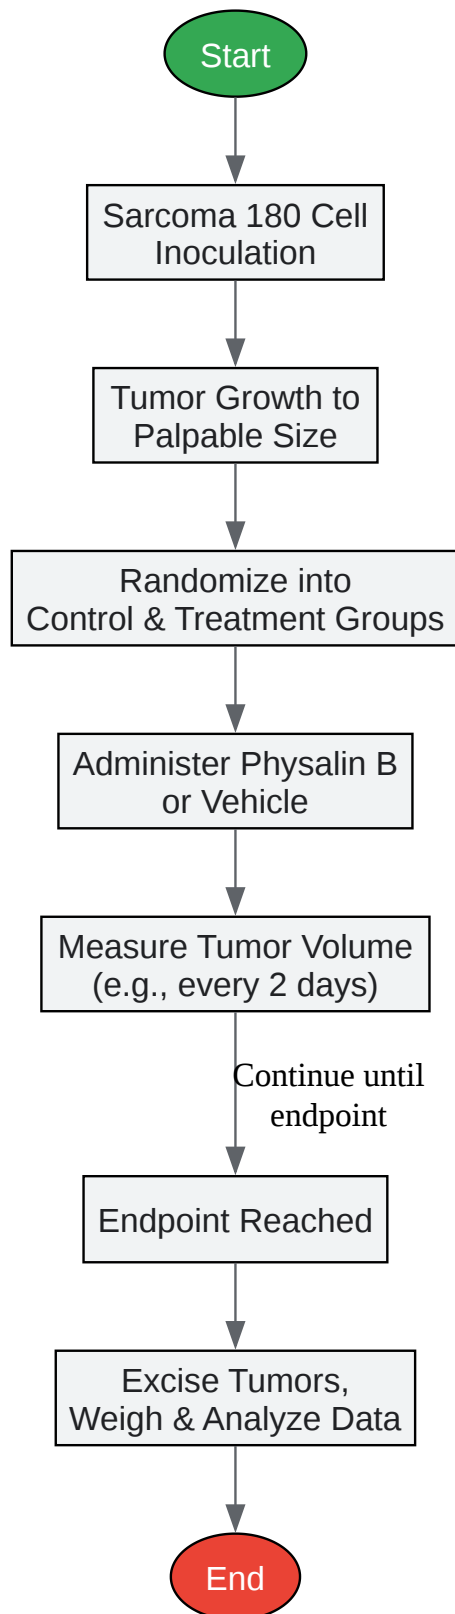 Start
Sarcoma 180 Cell
Inoculation
Tumor Growth to
Palpable Size
Randomize into
Control & Treatment Groups
Administer Physalin B
or Vehicle
Measure Tumor Volume
(e.g., every 2 days)
Continue until
endpoint
Endpoint Reached
Excise Tumors,
Weigh & Analyze Data
End